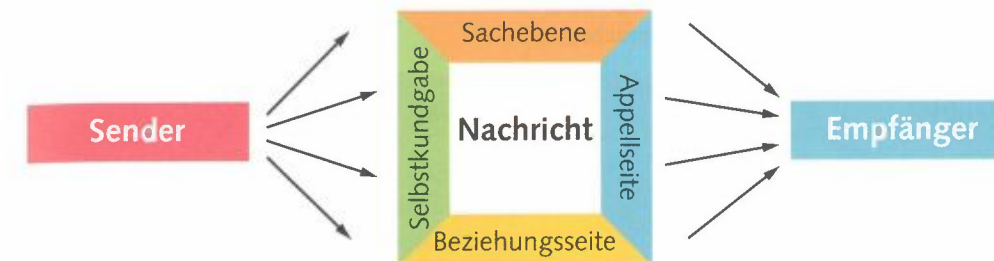 Sachebene
Selbstkundgabe
Appellseite
Sender
Nachricht
Empfänger
Beziehungsseite